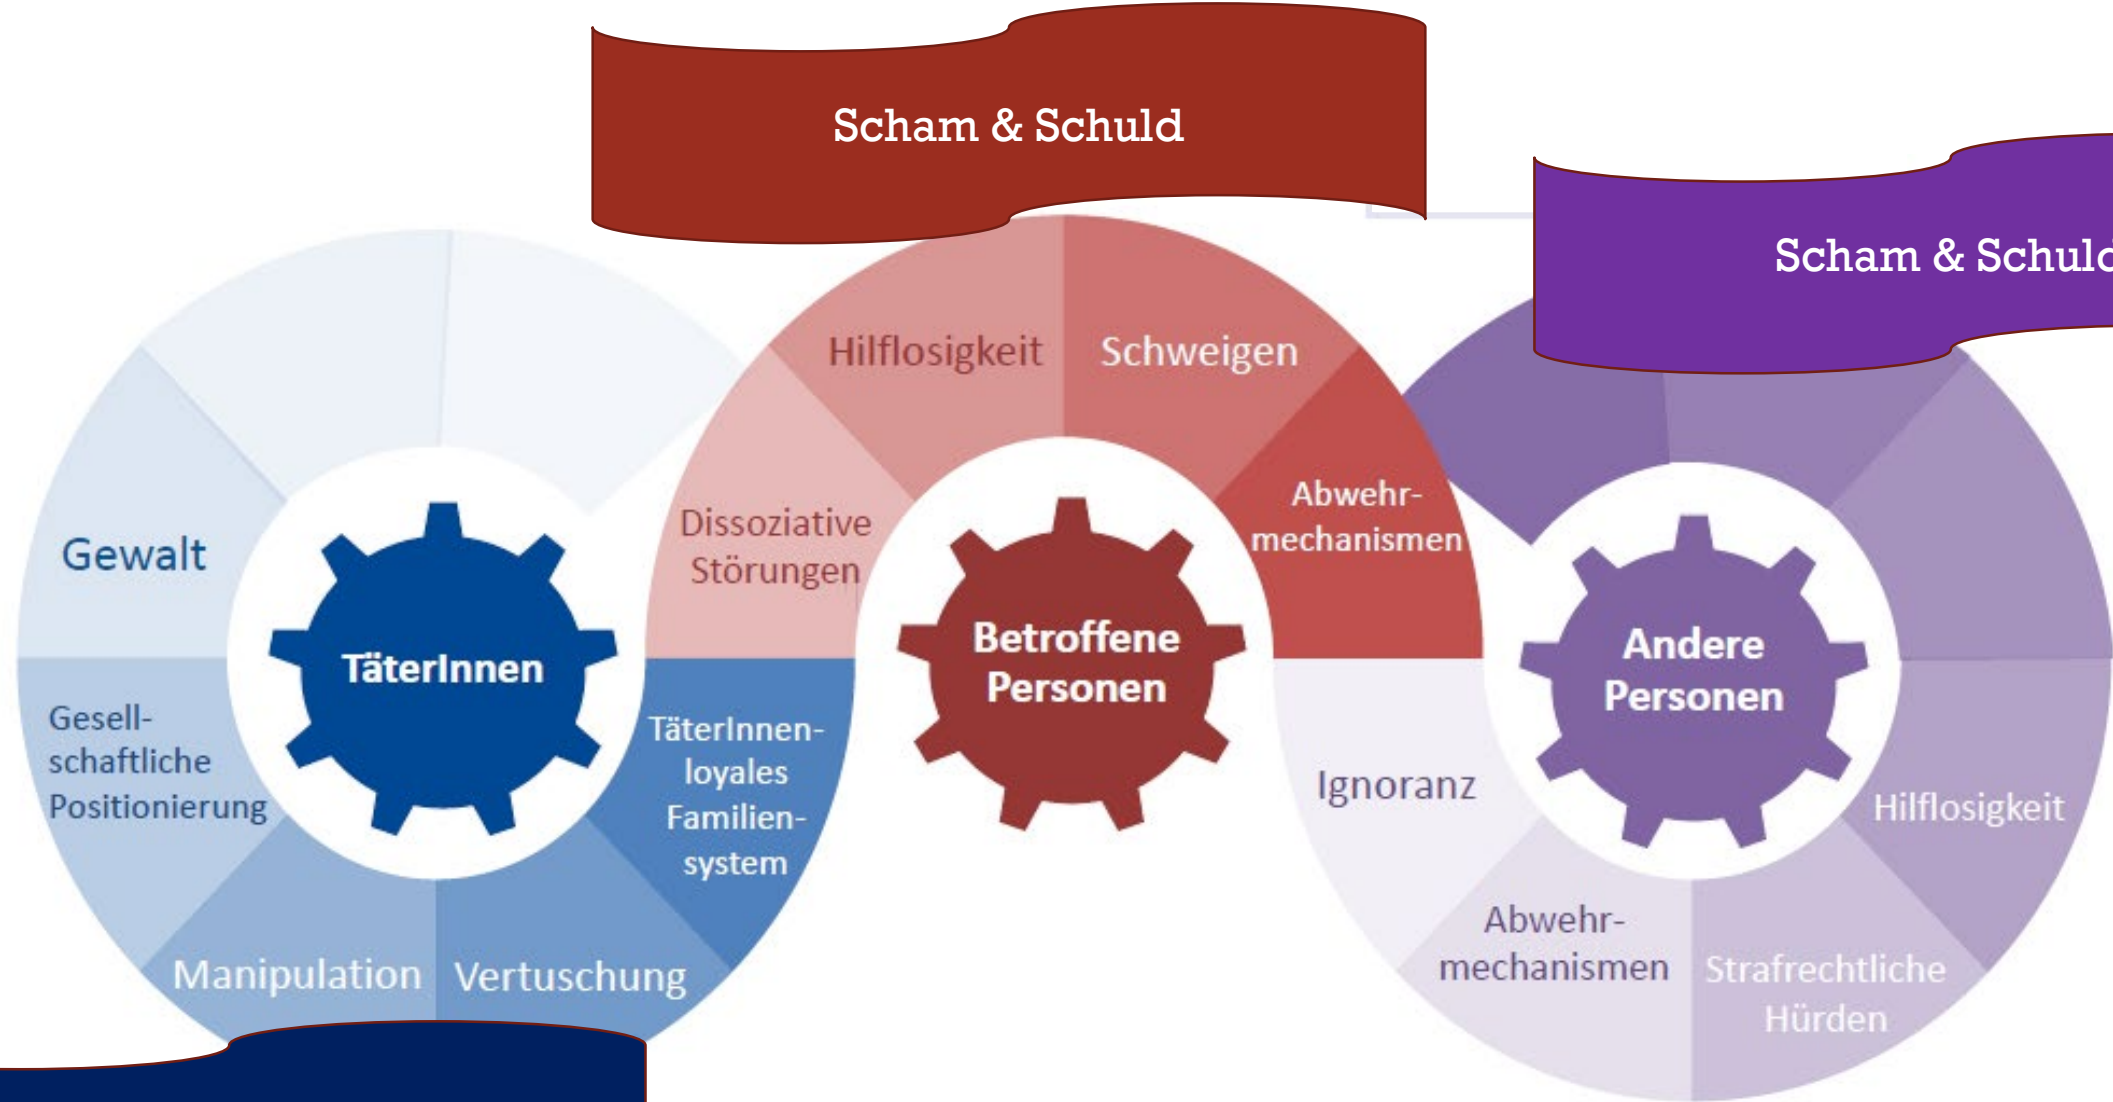 Scham & Schuld
Scham & Schuld
Gewalt
Gesell-
schaftliche
Positionierung
Manipulation
Vertuschung
TäterInnen-
loyales
Familien-
system
TäterInnen
Dissoziative
Störungen
Hilflosigkeit
Schweigen
Abwehr-
mechanismen
Betroffene
Personen
Ignoranz
Abwehr-
mechanismen
Strafrechtliche
Hürden
Hilflosigkeit
Andere
Personen